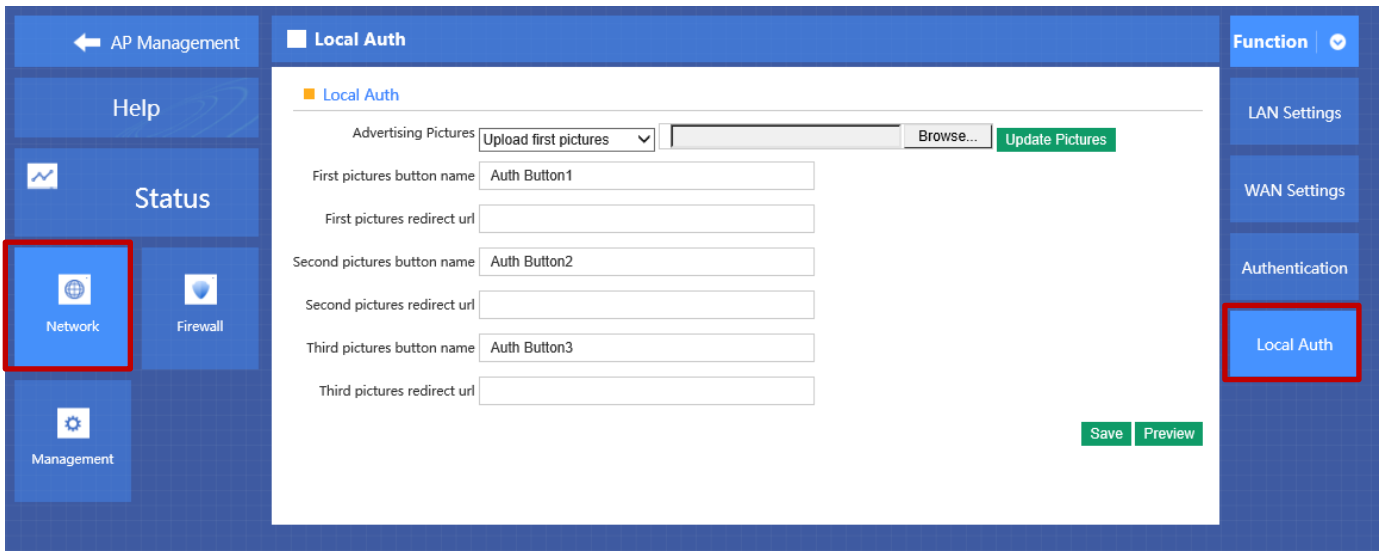 AP Management
Local Auth
Function
Help
Local Auth
LAN Settings
Advertising Pictures Upload first pictures Browse... Update Pictures
First pictures button name Auth Button1
Status
WAN Settings
First pictures redirect url
Second pictures button name Auth Button2
Authentication
Second pictures redirect url
Network
Firewall
Third pictures button name Auth Button3
Local Auth
Third pictures redirect url
Save Preview
Management